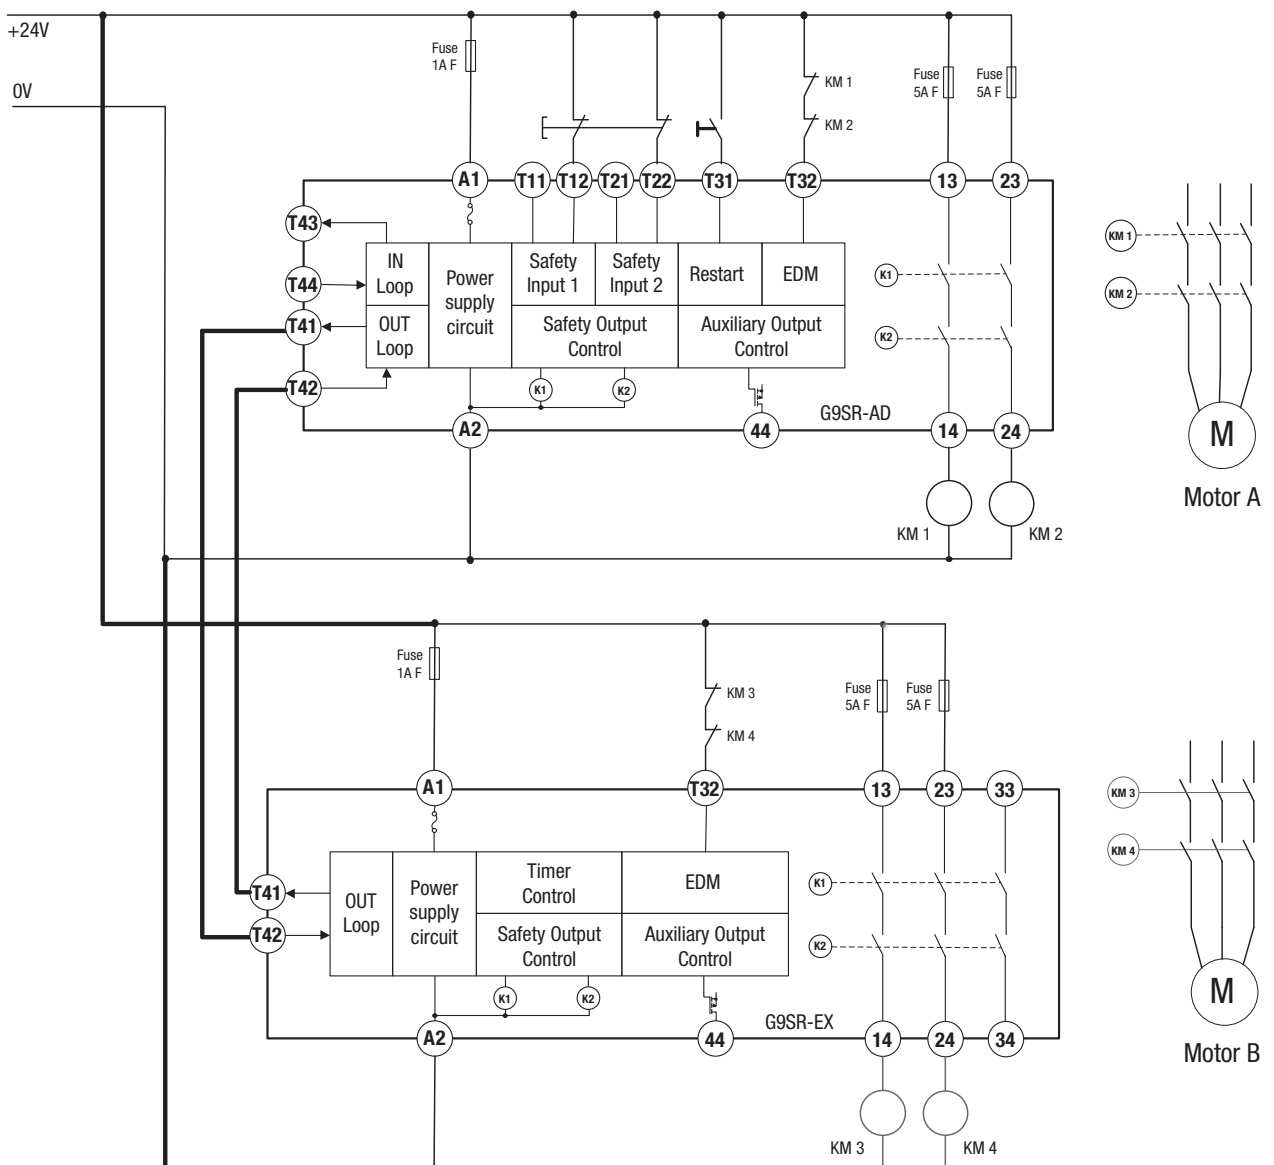 +24V
0V
Fuse
1A F
KM 1
KM 2
Fuse
5A F
Fuse
5A F
A1
T11
T12
T21
T22
T31
T32
13
23
T43
T44
T41
T42
IN
Loop
OUT
Loop
Power
supply
circuit
Safety
Input 1
Safety
Input 2
Restart
EDM
Safety Output
Control
Auxiliary Output
Control
K1
K2
K1
K2
G9SR-AD
A2
44
14
24
KM 1
KM 2
KM 1
KM 2
M
Motor A
Fuse
1A F
KM 3
KM 4
Fuse
5A F
Fuse
5A F
A1
T32
13
23
33
T41
T42
OUT
Loop
Power
supply
circuit
Timer
Control
EDM
Safety Output
Control
Auxiliary Output
Control
K1
K2
K1
K2
G9SR-EX
A2
44
14
24
34
KM 3
KM 4
KM 3
KM 4
M
Motor B